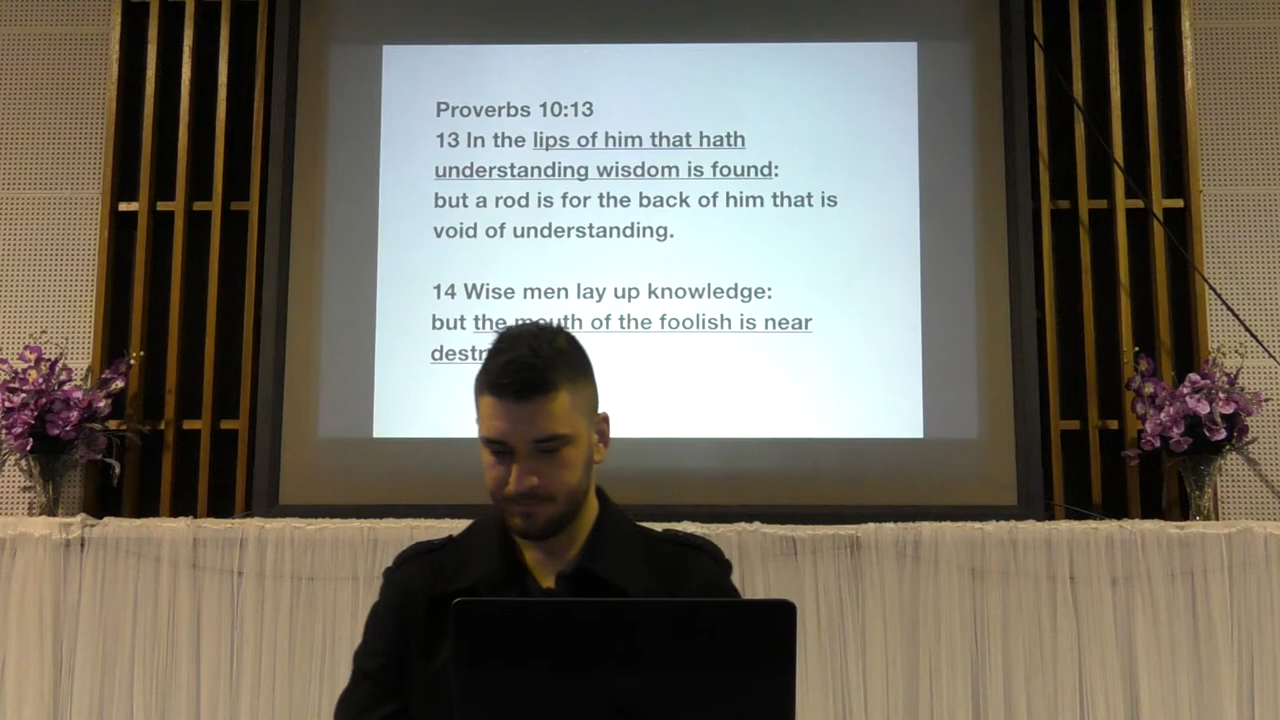 Proverbs 10:13
13 In the lips of him that hath
understanding wisdom is found:
but a rod is for the back of him that is
void of understanding.
14 Wise men lay up knowledge:
but the mouth of the foolish is near